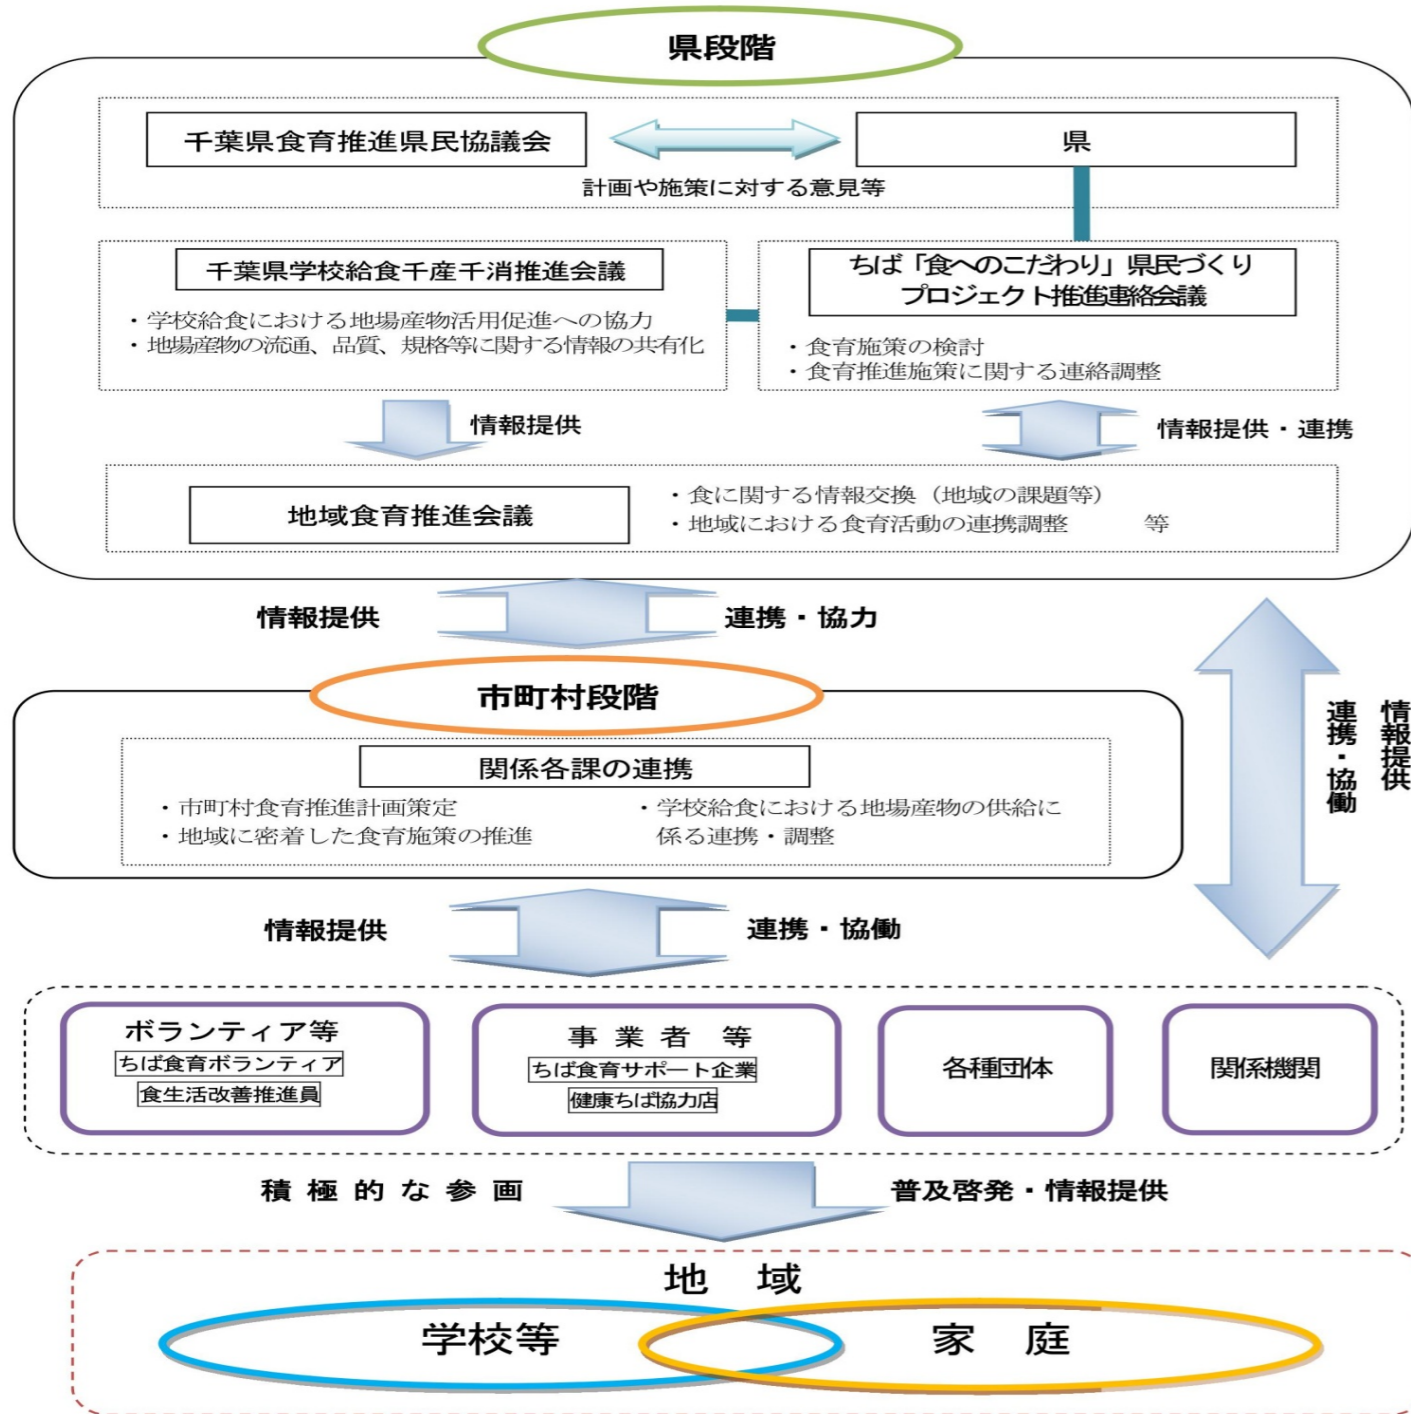 県段階
千葉県食育推進県民協議会
県
計画や施策に対する意見等
千葉県学校給食千産千消推進会議
・学校給食における地場産物活用促進への協力
・地場産物の流通、品質、規格等に関する情報の共有化
ちば「食へのこだわり」県民づくり
プロジェクト推進連絡会議
・食育施策の検討
・食育推進施策に関する連絡調整
情報提供
情報提供・連携
地域食育推進会議
・食に関する情報交換（地域の課題等）
・地域における食育活動の連携調整　　　等
情報提供
連携・協力
市町村段階
関係各課の連携
・市町村食育推進計画策定
・地域に密着した食育施策の推進
・学校給食における地場産物の供給に
係る連携・調整
情報提供
連携・協働
情報提供
連携・協働
ボランティア等
ちば食育ボランティア
食生活改善推進員
事 業 者　等
ちば食育サポート企業
健康ちば協力店
各種団体
関係機関
積 極 的 な 参 画
普及啓発・情報提供
地　域
学校等
家　庭